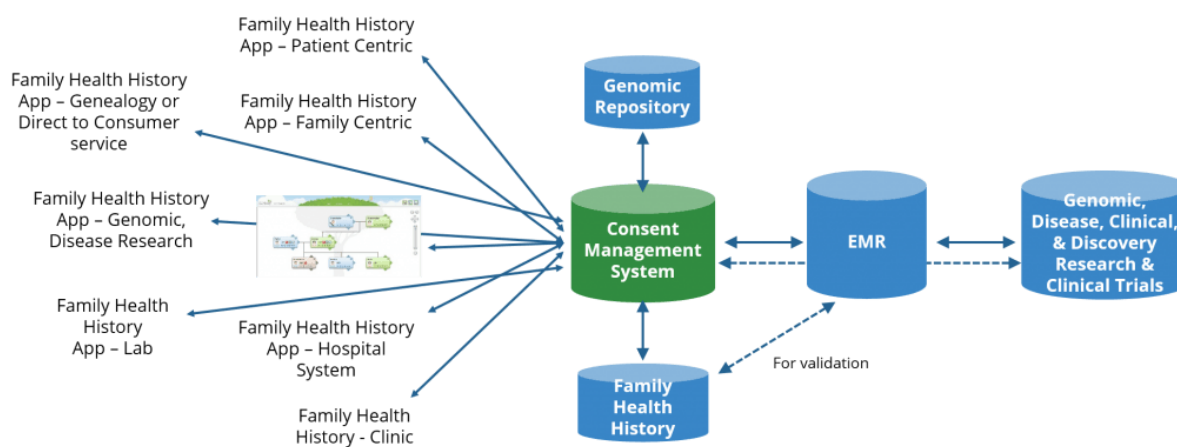 Family Health History
App – Patient Centric
Family Health History
App – Genealogy or
Direct to Consumer
service
Family Health History
App – Family Centric
Family Health History
App – Genomic,
Disease Research
Family Health
History
App – Lab
Family Health History
App – Hospital
System
Family Health
History - Clinic
Genomic
Repository
Consent
Management
System
Family
Health
History
EMR
For validation
Genomic,
Disease, Clinical,
& Discovery
Research &
Clinical Trials